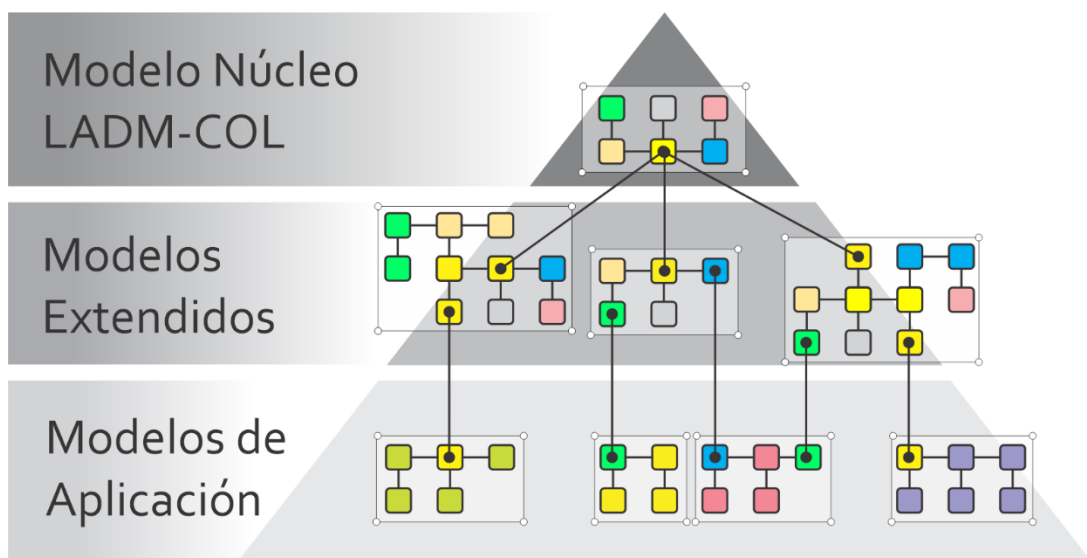 Modelo Núcleo
LADM-COL
Modelos
Extendidos
Modelos de
Aplicación